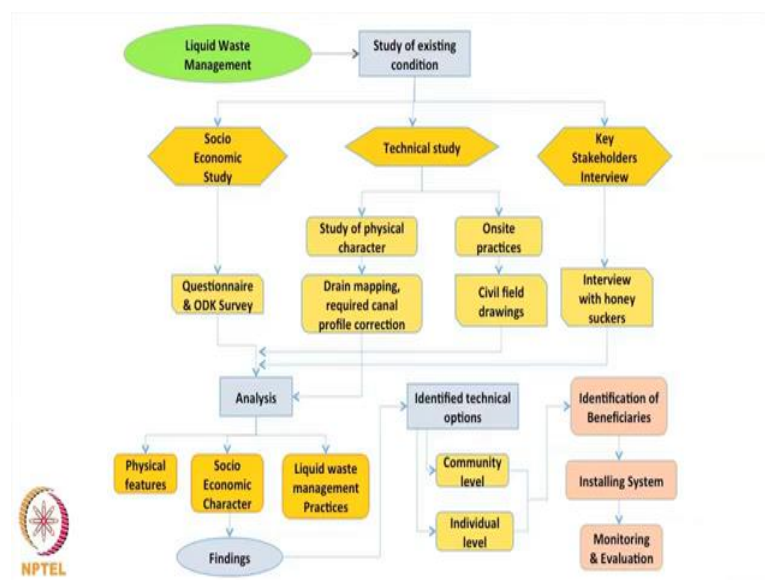 Liquid Waste
Management
Study of existing
condition
Socio
Economic
Study
Technical study
Key
Stakeholders
Interview
Study of physical
character
Onsite
practices
Questionnaire
& ODK Survey
Drain mapping,
required canal
profile correction
Civil field
drawings
Interview
with honey
suckers
Analysis
Identified technical
options
Identification of
Beneficiaries
Physical
features
Socio
Economic
Character
Liquid waste
management
Practices
Community
level
Installing System
Individual
level
Findings
Monitoring
& Evaluation
NPTEL